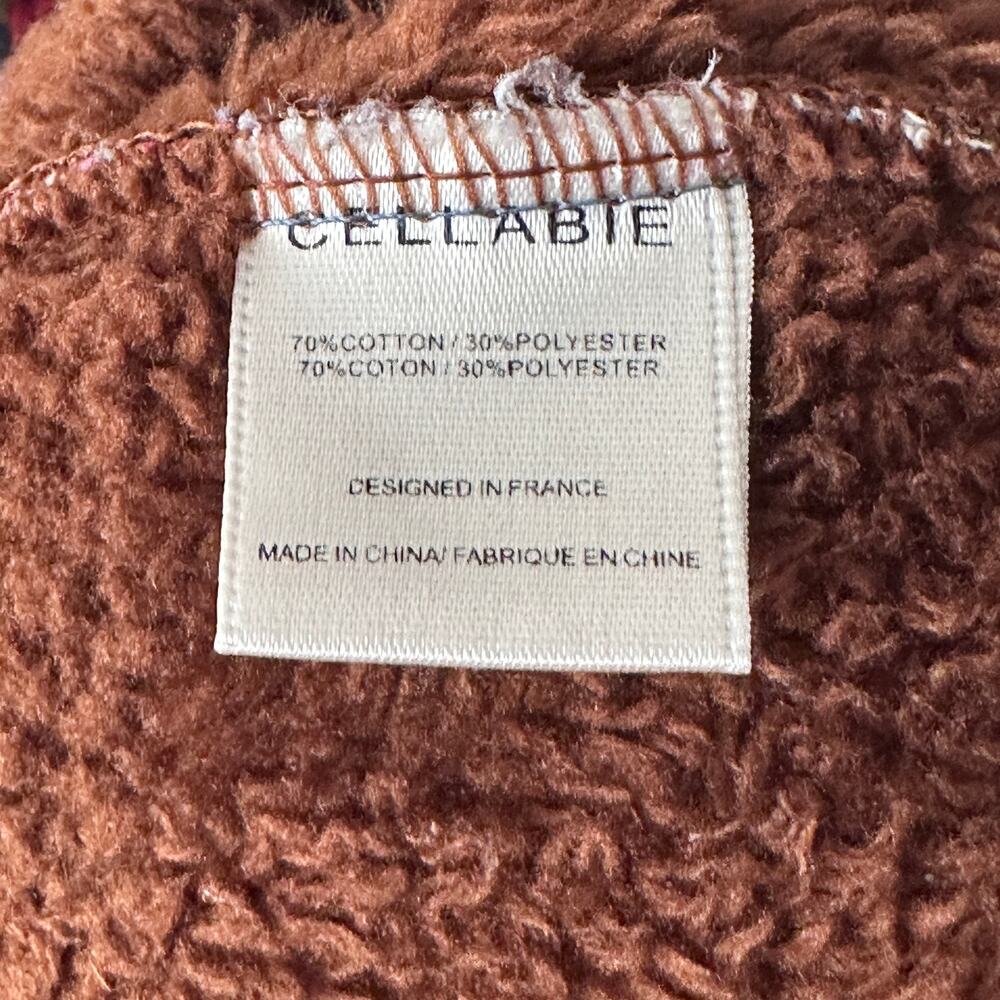 CELLABIE
70%COTTON / 30%POLYESTER
70%COTON / 30%POLYESTER
DESIGNED IN FRANCE
MADE IN CHINA/ FABRIQUE EN CHINE